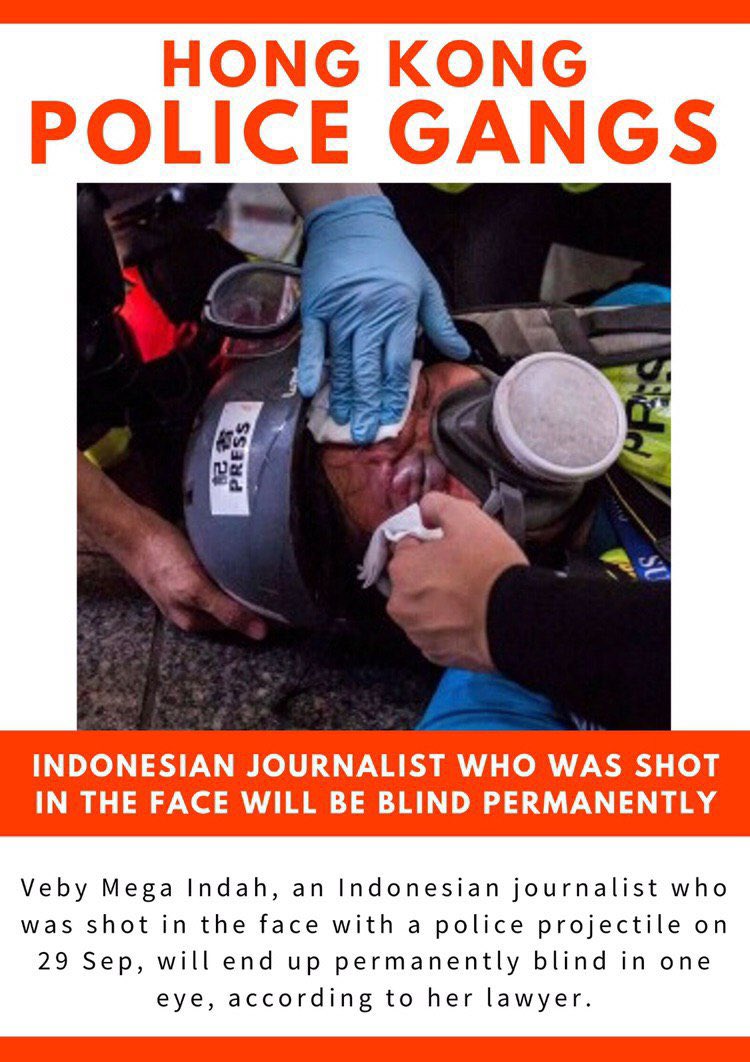 HONG KONG
POLICE GANGS
記者
PRESS
PRESS
SU
INDONESIAN JOURNALIST WHO WAS SHOT
IN THE FACE WILL BE BLIND PERMANENTLY
Veby Mega Indah, an Indonesian journalist who
was shot in the face with a police projectile on
29 Sep, will end up permanently blind in one
eye, according to her lawyer.